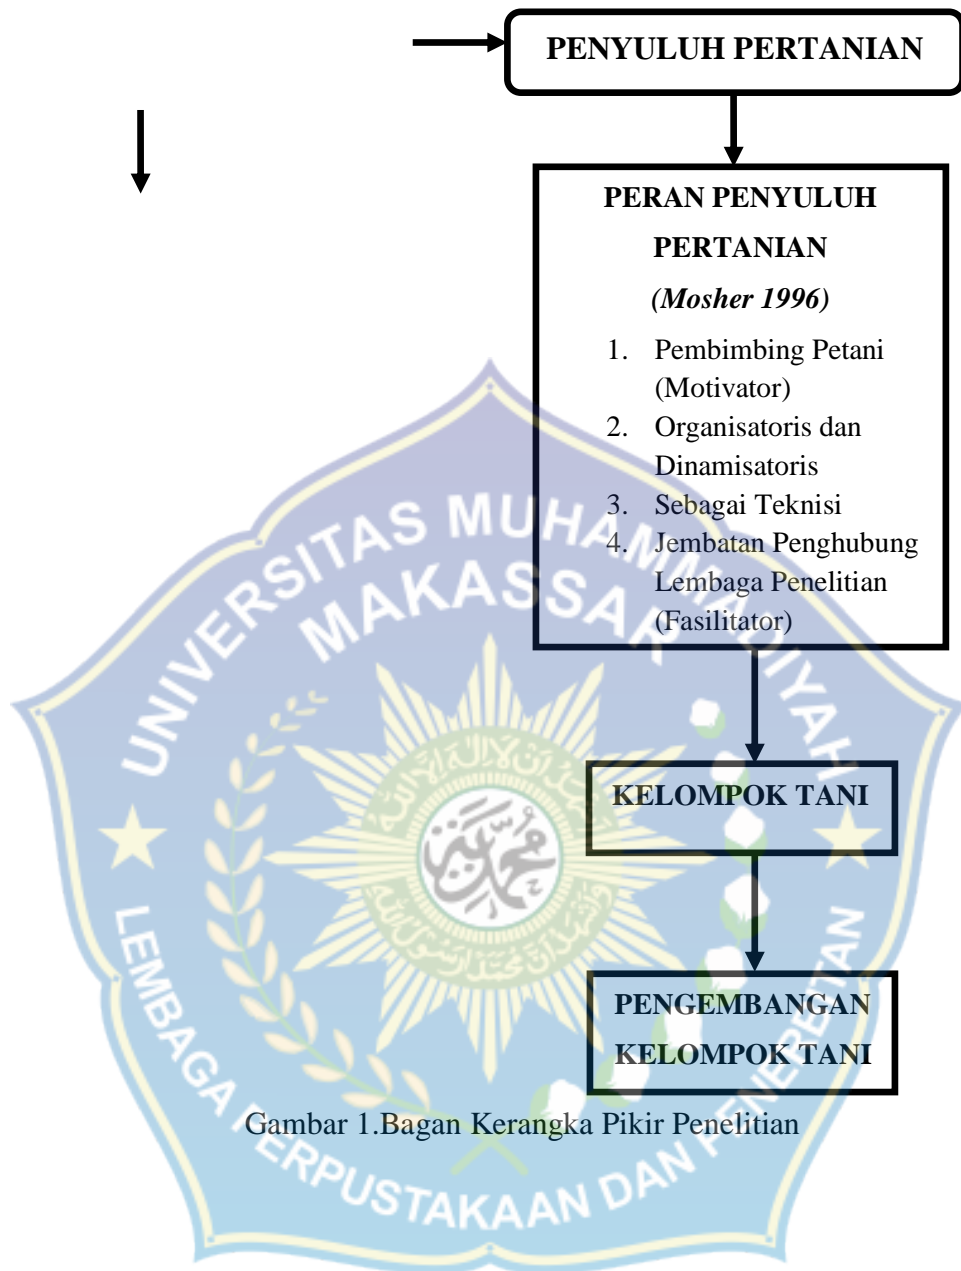 PENYULUH PERTANIAN
PERAN PENYULUH
PERTANIAN
(Mosher 1996)
1. Pembimbing Petani
(Motivator)
2. Organisatoris dan
Dinamisatoris
3. Sebagai Teknisi
4. Jembatan Penghubung
Lembaga Penelitian
(Fasilitator)
UNIVERSITAS MUHAMMADIYAH
MAKASSAR
KELOMPOK TANI
محمد
PENGEMBANGAN
KELOMPOK TANI
Gambar 1.Bagan Kerangka Pikir Penelitian
LEMBAGA PERPUSTAKAAN DAN PENERBITAN